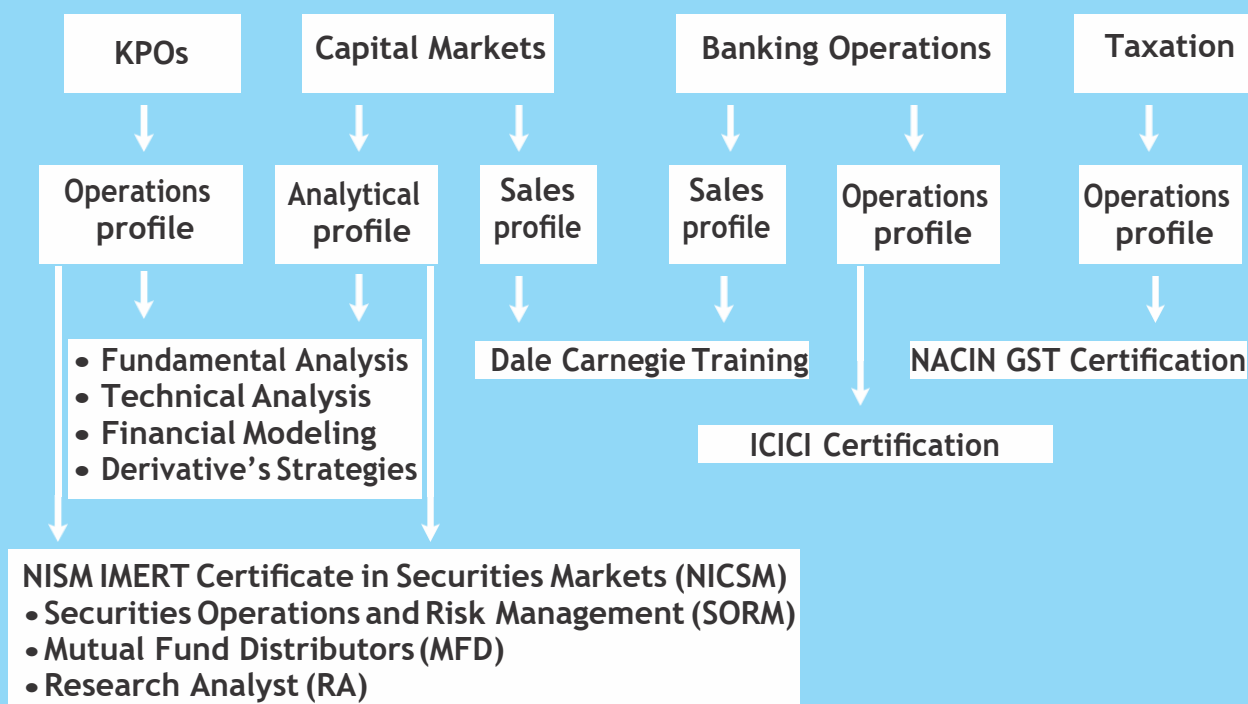 KPOs
Capital Markets
Banking Operations
Taxation
Operations
profile
Analytical
profile
Sales
profile
Sales
profile
Operations
profile
Operations
profile
• Fundamental Analysis
• Technical Analysis
• Financial Modeling
• Derivative’s Strategies
Dale Carnegie Training
NACIN GST Certification
ICICI Certification
NISM IMERT Certificate in Securities Markets (NICSM)
• Securities Operations and Risk Management (SORM)
• Mutual Fund Distributors (MFD)
• Research Analyst (RA)